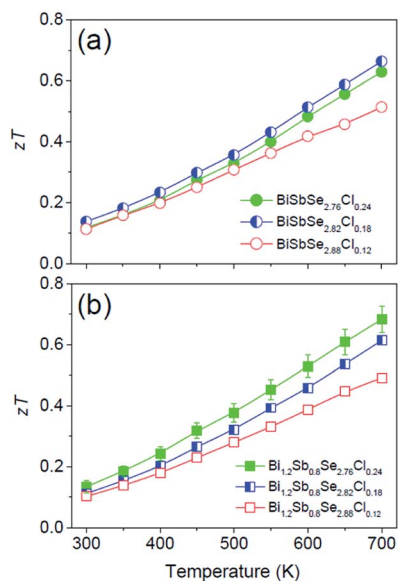 (a)
0.8
0.6
0.4
0.2
0.0
zT
BiSbSe2.76Cl0.24
BiSbSe2.82Cl0.18
BiSbSe2.88Cl0.12
(b)
0.8
0.6
0.4
0.2
0.0
zT
Bi1.2Sb0.8Se2.76Cl0.24
Bi1.2Sb0.8Se2.82Cl0.18
Bi1.2Sb0.8Se2.88Cl0.12
300 400 500 600 700
Temperature (K)